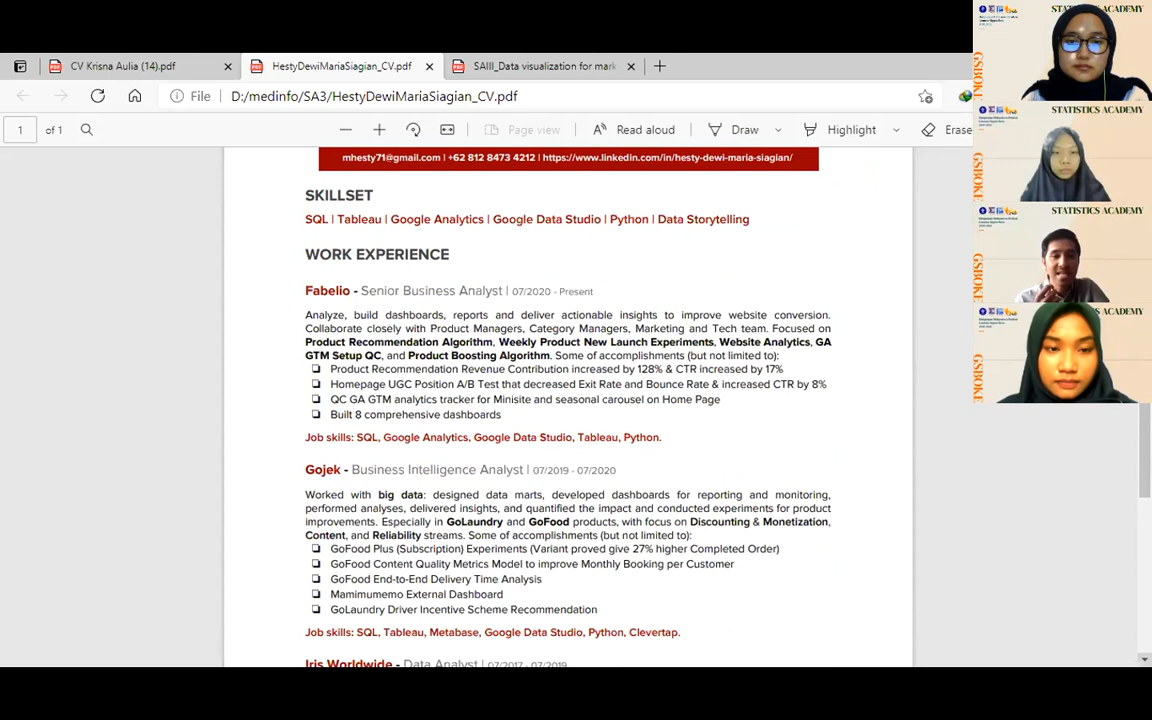 CV Krisna Aulia (14).pdf
HestyDewiMariaSiagian_CV.pdf
SAIII_Data visualization for mark
File
D:/medinfo/SA3/HestyDewiMariaSiagian_CV.pdf
1 of 1
Page view
Read aloud
Draw
Highlight
Erase
mhesty71@gmail.com | +62 812 8473 4212 | https://www.linkedin.com/in/hesty-dewi-maria-siagian/
SKILLSET
SQL | Tableau | Google Analytics | Google Data Studio | Python | Data Storytelling
WORK EXPERIENCE
Fabelio - Senior Business Analyst | 07/2020 - Present
Analyze, build dashboards, reports and deliver actionable insights to improve website conversion.
Collaborate closely with Product Managers, Category Managers, Marketing and Tech team. Focused on
Product Recommendation Algorithm, Weekly Product New Launch Experiments, Website Analytics, GA
GTM Setup QC, and Product Boosting Algorithm. Some of accomplishments (but not limited to):
❏ Product Recommendation Revenue Contribution increased by 128% & CTR increased by 17%
❏ Homepage UGC Position A/B Test that decreased Exit Rate and Bounce Rate & increased CTR by 8%
❏ QC GA GTM analytics tracker for Minisite and seasonal carousel on Home Page
❏ Built 8 comprehensive dashboards
Job skills: SQL, Google Analytics, Google Data Studio, Tableau, Python.
Gojek - Business Intelligence Analyst | 07/2019 - 07/2020
Worked with big data: designed data marts, developed dashboards for reporting and monitoring,
performed analyses, delivered insights, and quantified the impact and conducted experiments for product
improvements. Especially in GoLaundry and GoFood products, with focus on Discounting & Monetization,
Content, and Reliability streams. Some of accomplishments (but not limited to):
❏ GoFood Plus (Subscription) Experiments (Variant proved give 27% higher Completed Order)
❏ GoFood Content Quality Metrics Model to improve Monthly Booking per Customer
❏ GoFood End-to-End Delivery Time Analysis
❏ Mamimumemo External Dashboard
❏ GoLaundry Driver Incentive Scheme Recommendation
Job skills: SQL, Tableau, Metabase, Google Data Studio, Python, Clevertap.
Iris Worldwide - Data Analyst | 07/2017 - 07/2019
STATISTICS ACADEMY
GSBOKE
STATISTICS ACADEMY
GSBOKE
STATISTICS ACADEMY
GSBOKE
STATISTICS ACADEMY
GSBOKE